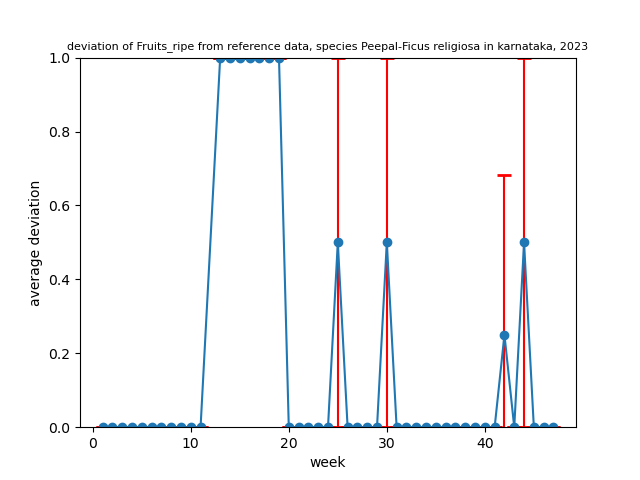 deviation of Fruits_ripe from reference data, species Peepal-Ficus religiosa in karnataka, 2023
1.0
0.8
0.6
0.4
0.2
0.0
average deviation
0 10 20 30 40
week